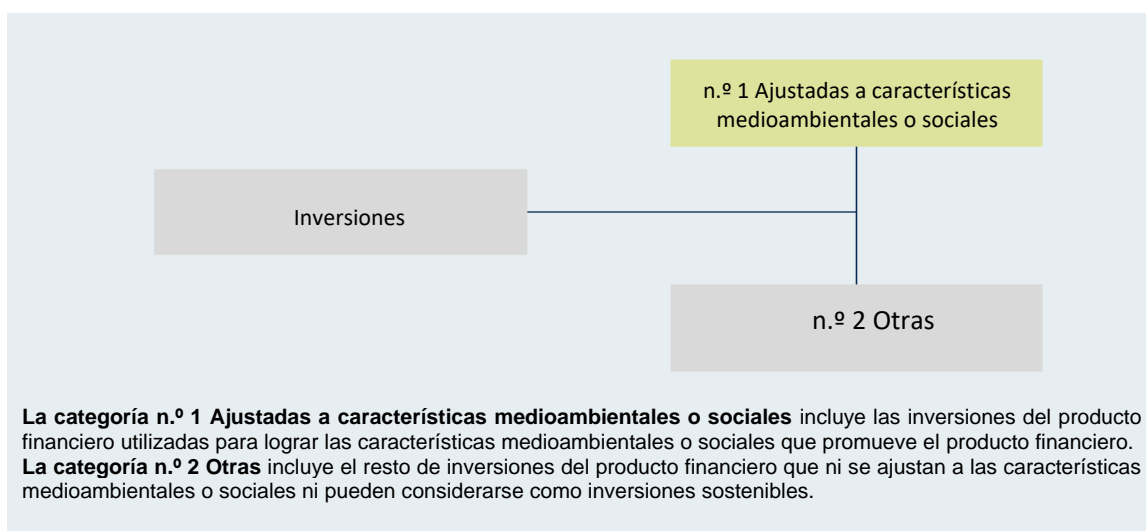 n.º 1 Ajustadas a características
medioambientales o sociales
Inversiones
n.º 2 Otras
La categoría n.º 1 Ajustadas a características medioambientales o sociales incluye las inversiones del producto
financiero utilizadas para lograr las características medioambientales o sociales que promueve el producto financiero.
La categoría n.º 2 Otras incluye el resto de inversiones del producto financiero que ni se ajustan a las características
medioambientales o sociales ni pueden considerarse como inversiones sostenibles.